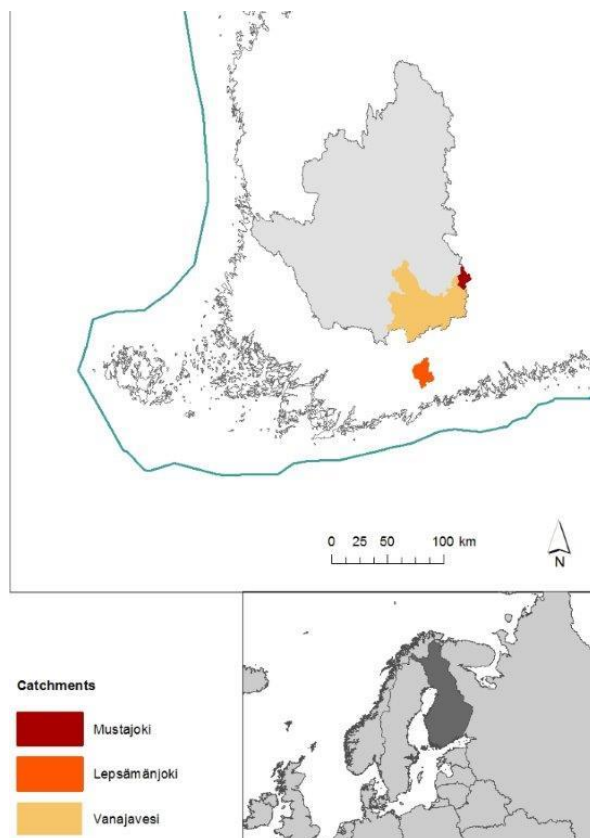 0 25 50 100 km
N
Catchments
Mustajoki
Lepsämänjoki
Vanajavesi